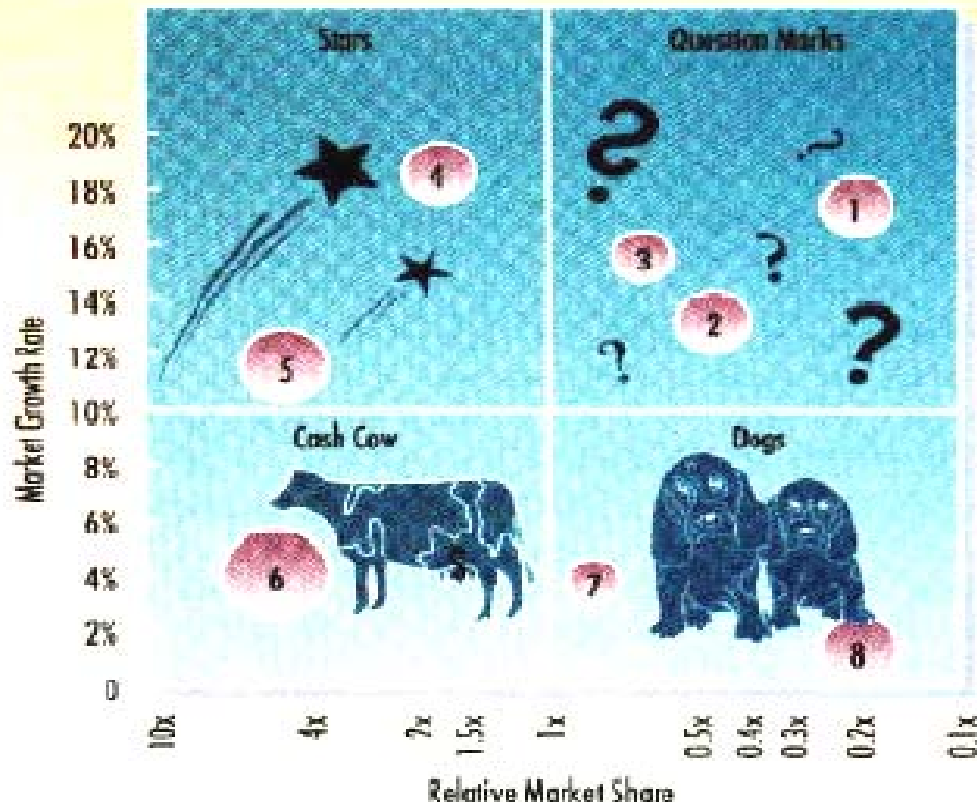 Stars
Question Marks
20%
18%
16%
14%
12%
10%
8%
6%
4%
2%
0
Market Growth Rate
4
1
3
2
5
Cash Cow
Dogs
6
$
7
8
10x
4x
2x
1.5x
1x
0.5x
0.4x
0.3x
0.2x
0.1x
Relative Market Share